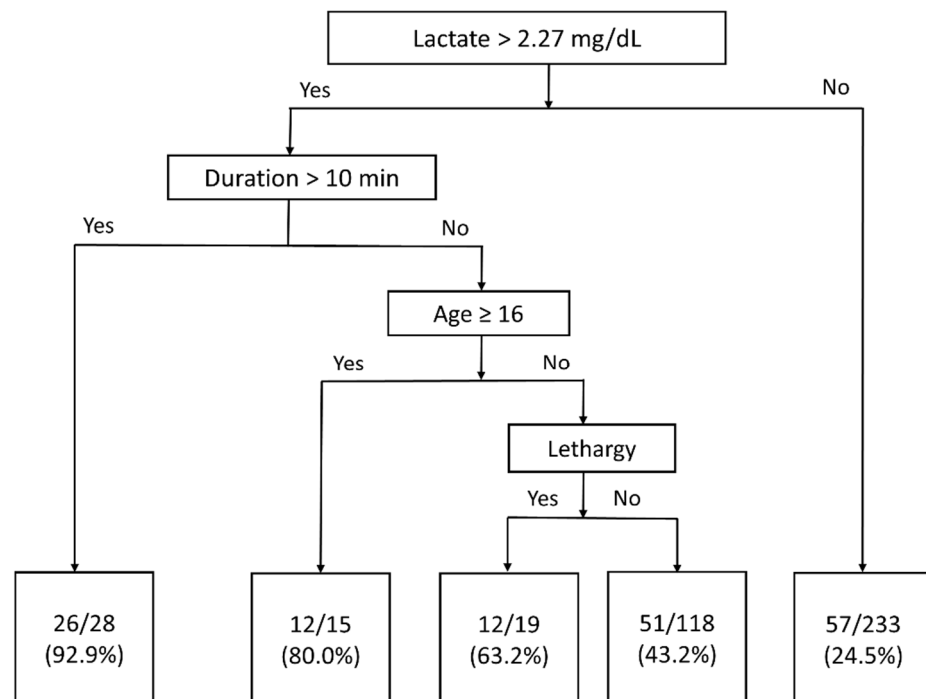 Lactate > 2.27 mg/dL
Yes
No
Duration > 10 min
Yes
No
Age ≥ 16
Yes
No
Lethargy
Yes
No
26/28
(92.9%)
12/15
(80.0%)
12/19
(63.2%)
51/118
(43.2%)
57/233
(24.5%)